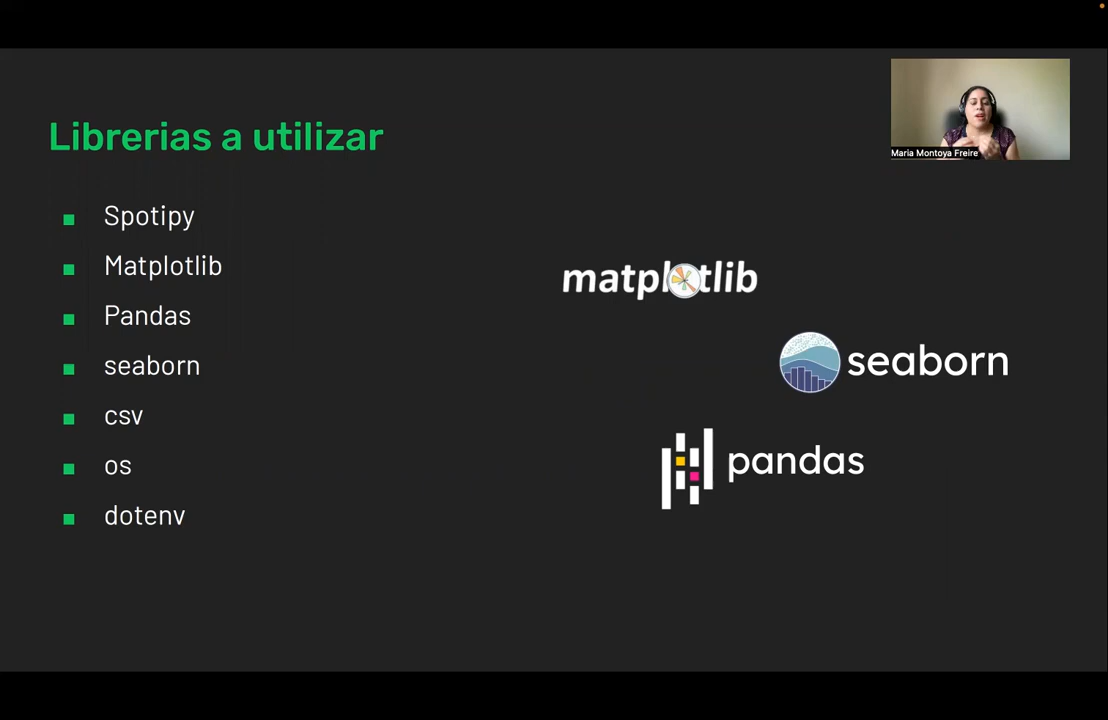 Librerias a utilizar
Maria Montoya Freire
Spotipy
Matplotlib
Pandas
seaborn
csv
os
dotenv
matplotlib
seaborn
pandas